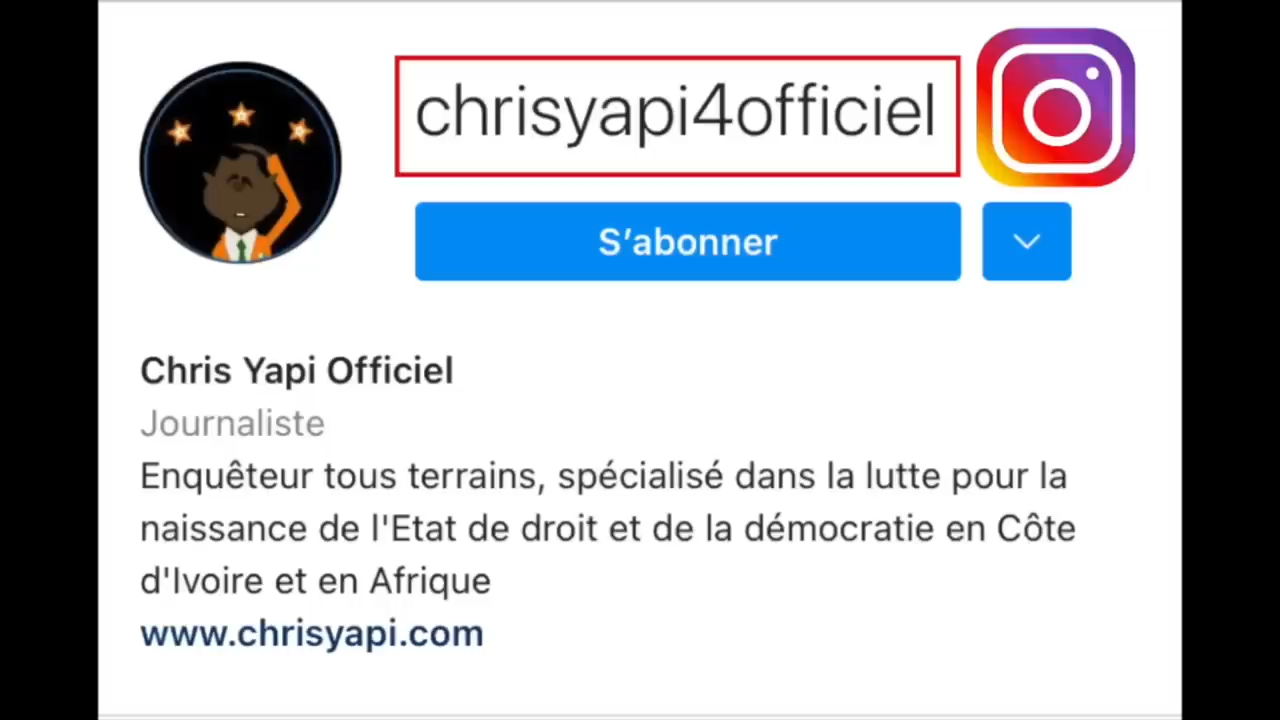 chrisyapi4officiel
S'abonner
Chris Yapi Officiel
Journaliste
Enquêteur tous terrains, spécialisé dans la lutte pour la
naissance de l'Etat de droit et de la démocratie en Côte
d'Ivoire et en Afrique
www.chrisyapi.com